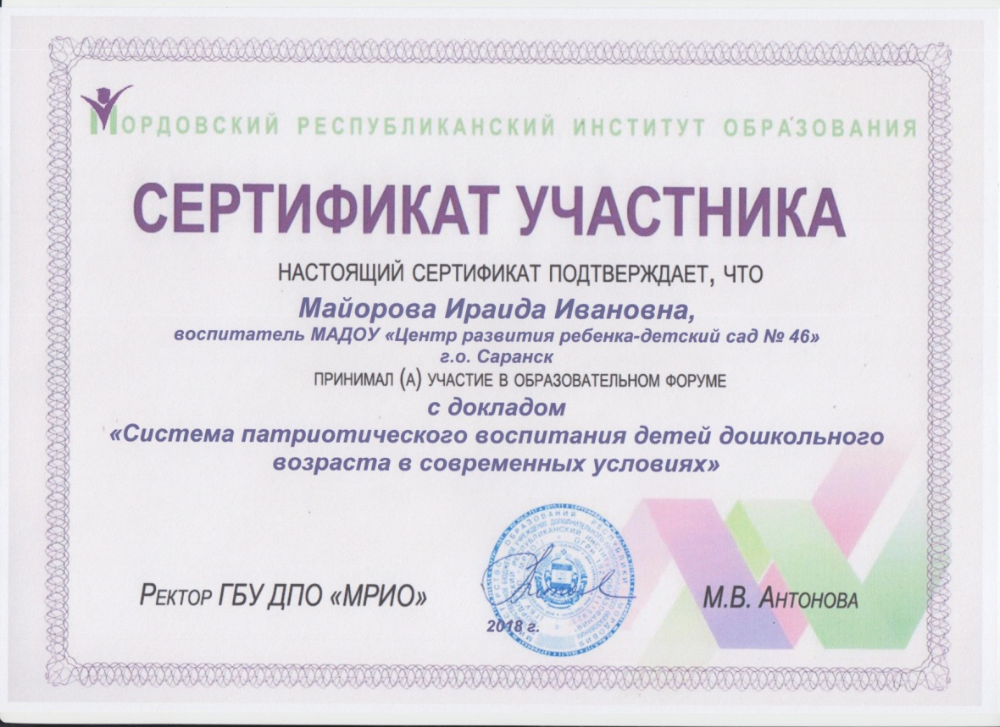 МОРДОВСКИЙ РЕСПУБЛИКАНСКИЙ ИНСТИТУТ ОБРАЗОВАНИЯ
СЕРТИФИКАТ УЧАСТНИКА
НАСТОЯЩИЙ СЕРТИФИКАТ ПОДТВЕРЖДАЕТ, ЧТО
Майорова Ираида Ивановна,
воспитатель МАДОУ «Центр развития ребенка-детский сад № 46»
г.о. Саранск
ПРИНИМАЛ (А) УЧАСТИЕ В ОБРАЗОВАТЕЛЬНОМ ФОРУМЕ
с докладом
«Система патриотического воспитания детей дошкольного
возраста в современных условиях»
РЕКТОР ГБУ ДПО «МРИО»
М.В. АНТОНОВА
2018 г.